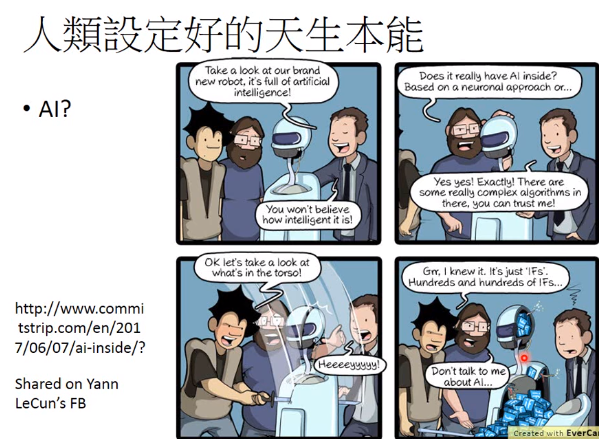 人類設定好的天生本能
• AI?
Take a look at our brand
new robot, it's full of artificial
intelligence!
You won't believe
how intelligent it is!
Does it really have AI inside?
Based on a neuronal approach or...
Yes yes! Exactly! There are
some really complex algorithms in
there, you can trust me!
OK let's take a look at
what's in the torso!
Heeeeyyyyy!
Grr, I knew it. It's just 'IFs'.
Hundreds and hundreds of IFs...
Don't talk to me
about AI...
http://www.commi
tstrip.com/en/201
7/06/07/ai-inside/?
Shared on Yann
LeCun's FB
Created with EverCa